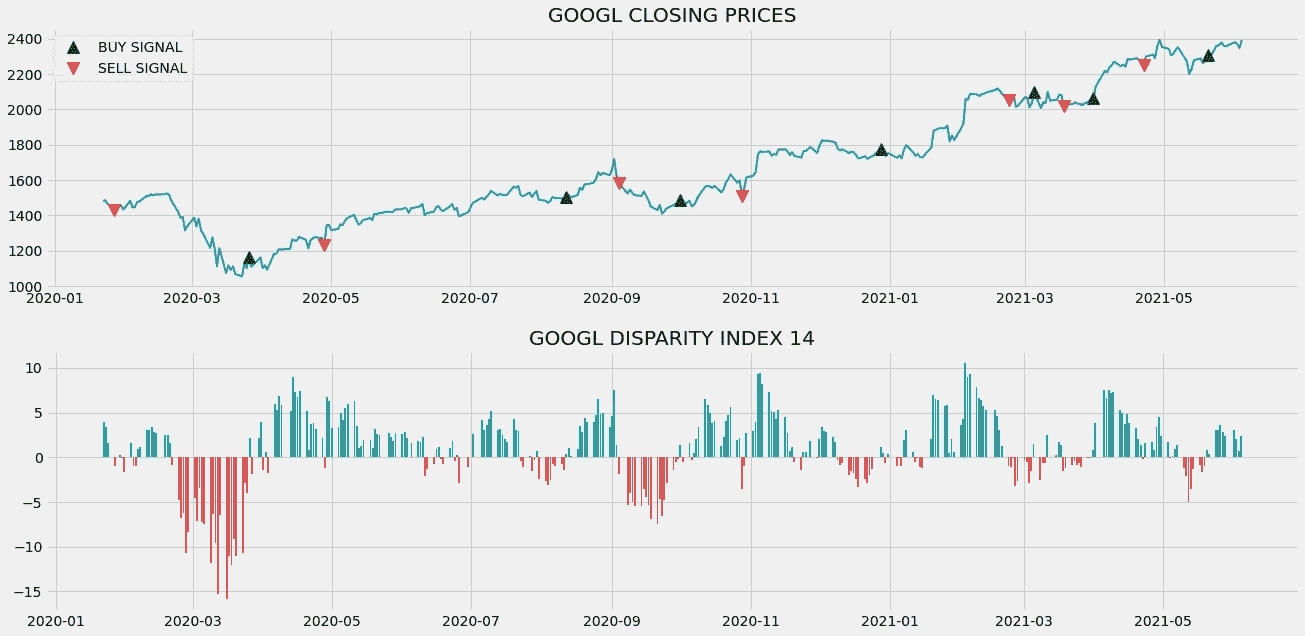 GOOGL CLOSING PRICES
BUY SIGNAL
SELL SIGNAL
2400
2200
2000
1800
1600
1400
1200
1000
2020-01 2020-03 2020-05 2020-07 2020-09 2020-11 2021-01 2021-03 2021-05
GOOGL DISPARITY INDEX 14
10
5
0
−5
−10
−15
2020-01 2020-03 2020-05 2020-07 2020-09 2020-11 2021-01 2021-03 2021-05